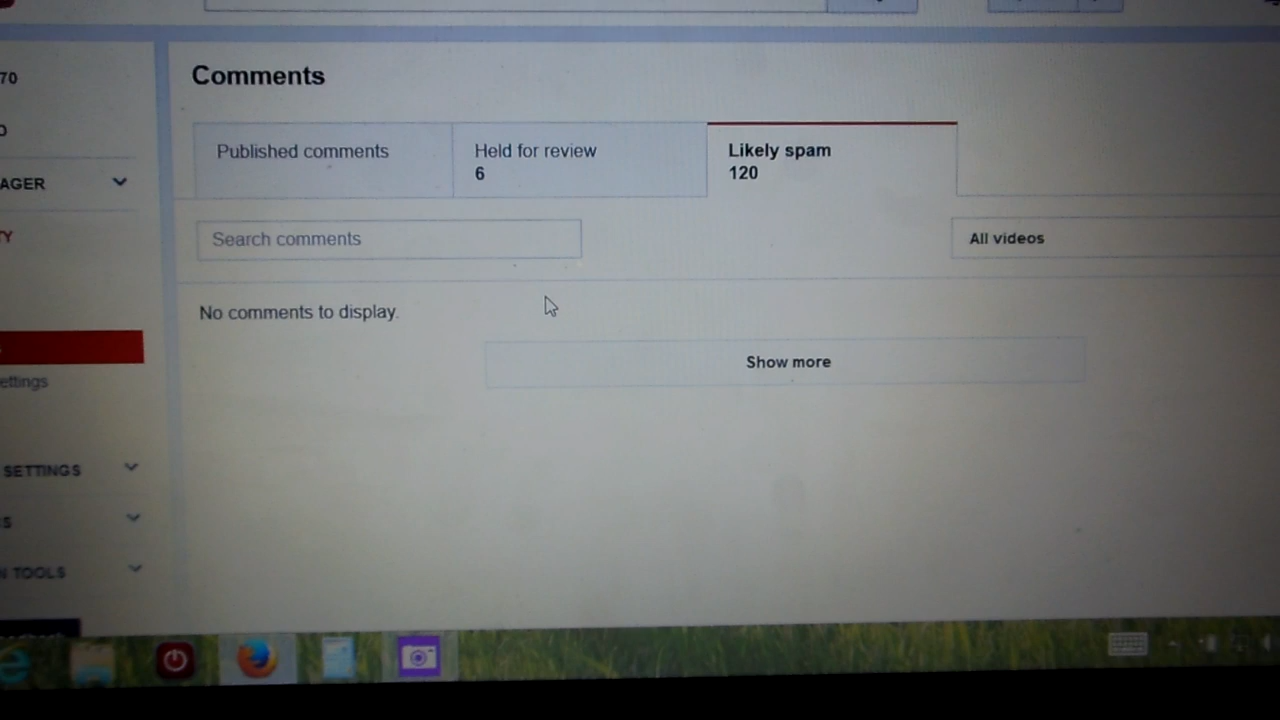 70
Comments
Published comments
Held for review
6
Likely spam
120
AGER
Search comments
All videos
No comments to display.
Show more
ettings
SETTINGS
S
N TOOLS